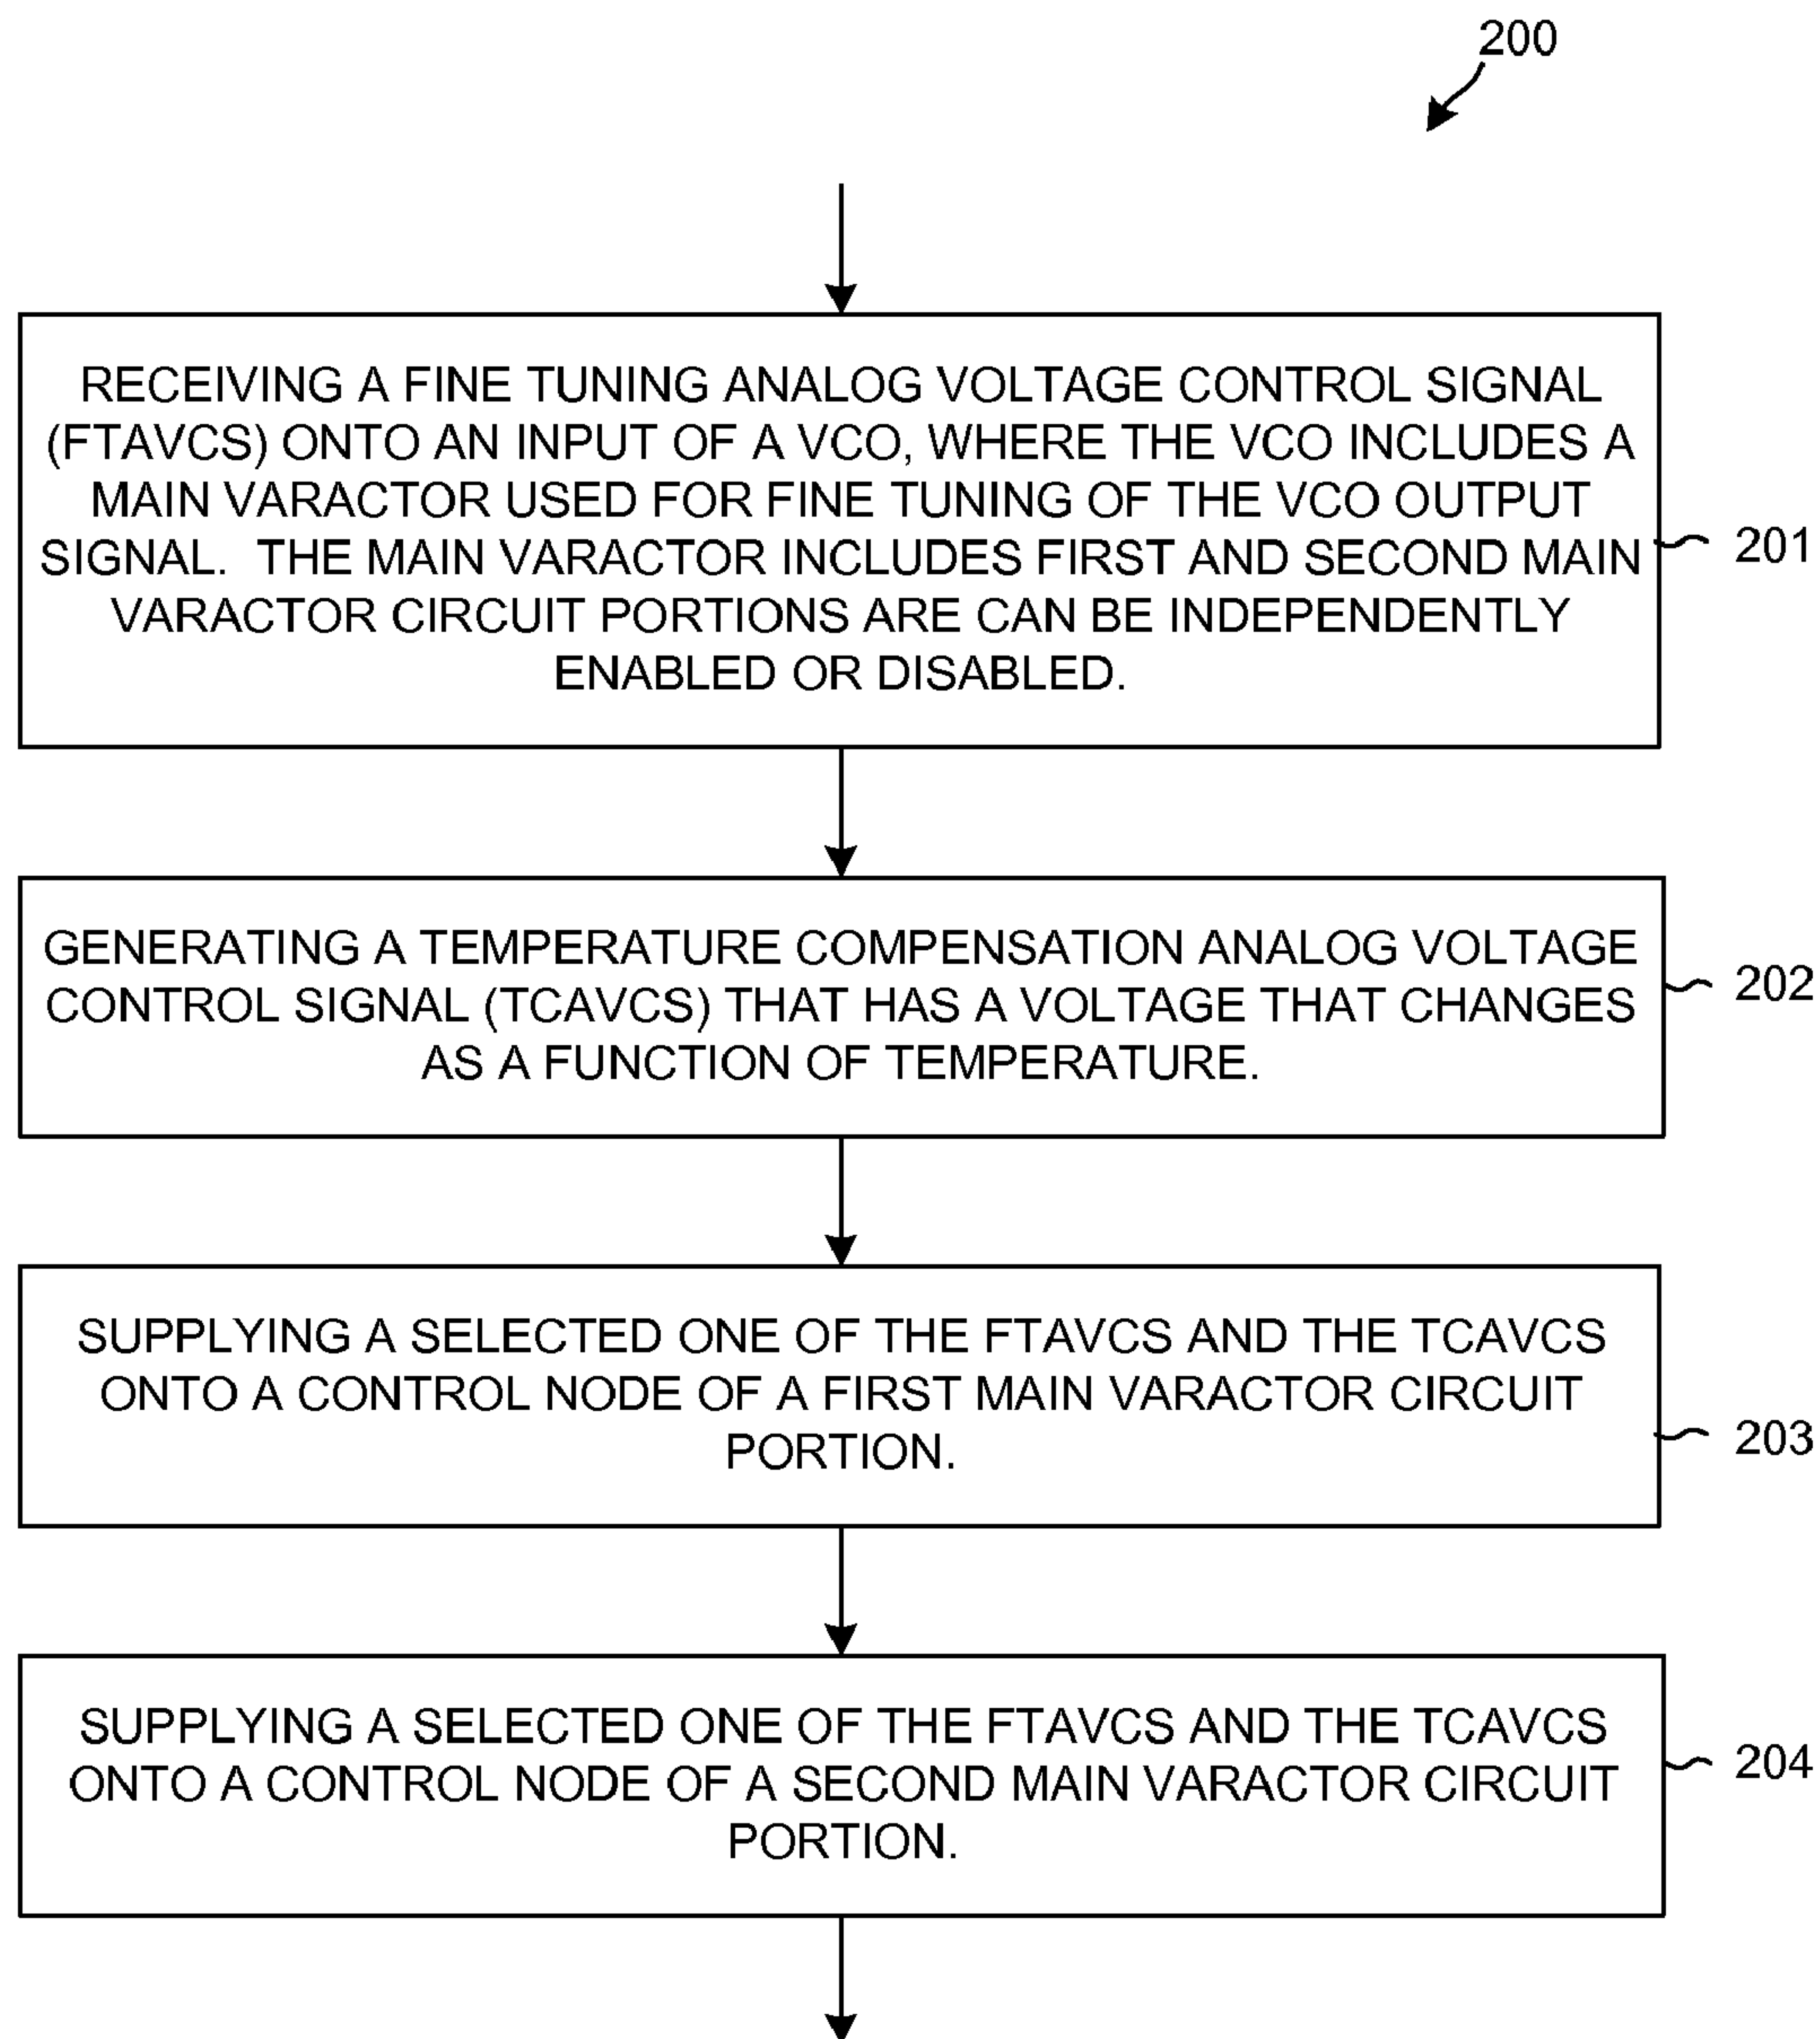 200
RECEIVING A FINE TUNING ANALOG VOLTAGE CONTROL SIGNAL
(FTAVCS) ONTO AN INPUT OF A VCO, WHERE THE VCO INCLUDES A
MAIN VARACTOR USED FOR FINE TUNING OF THE VCO OUTPUT
SIGNAL.  THE MAIN VARACTOR INCLUDES FIRST AND SECOND MAIN
VARACTOR CIRCUIT PORTIONS ARE CAN BE INDEPENDENTLY
ENABLED OR DISABLED.
201
GENERATING A TEMPERATURE COMPENSATION ANALOG VOLTAGE
CONTROL SIGNAL (TCAVCS) THAT HAS A VOLTAGE THAT CHANGES
AS A FUNCTION OF TEMPERATURE.
202
SUPPLYING A SELECTED ONE OF THE FTAVCS AND THE TCAVCS
ONTO A CONTROL NODE OF A FIRST MAIN VARACTOR CIRCUIT
PORTION.
203
SUPPLYING A SELECTED ONE OF THE FTAVCS AND THE TCAVCS
ONTO A CONTROL NODE OF A SECOND MAIN VARACTOR CIRCUIT
PORTION.
204